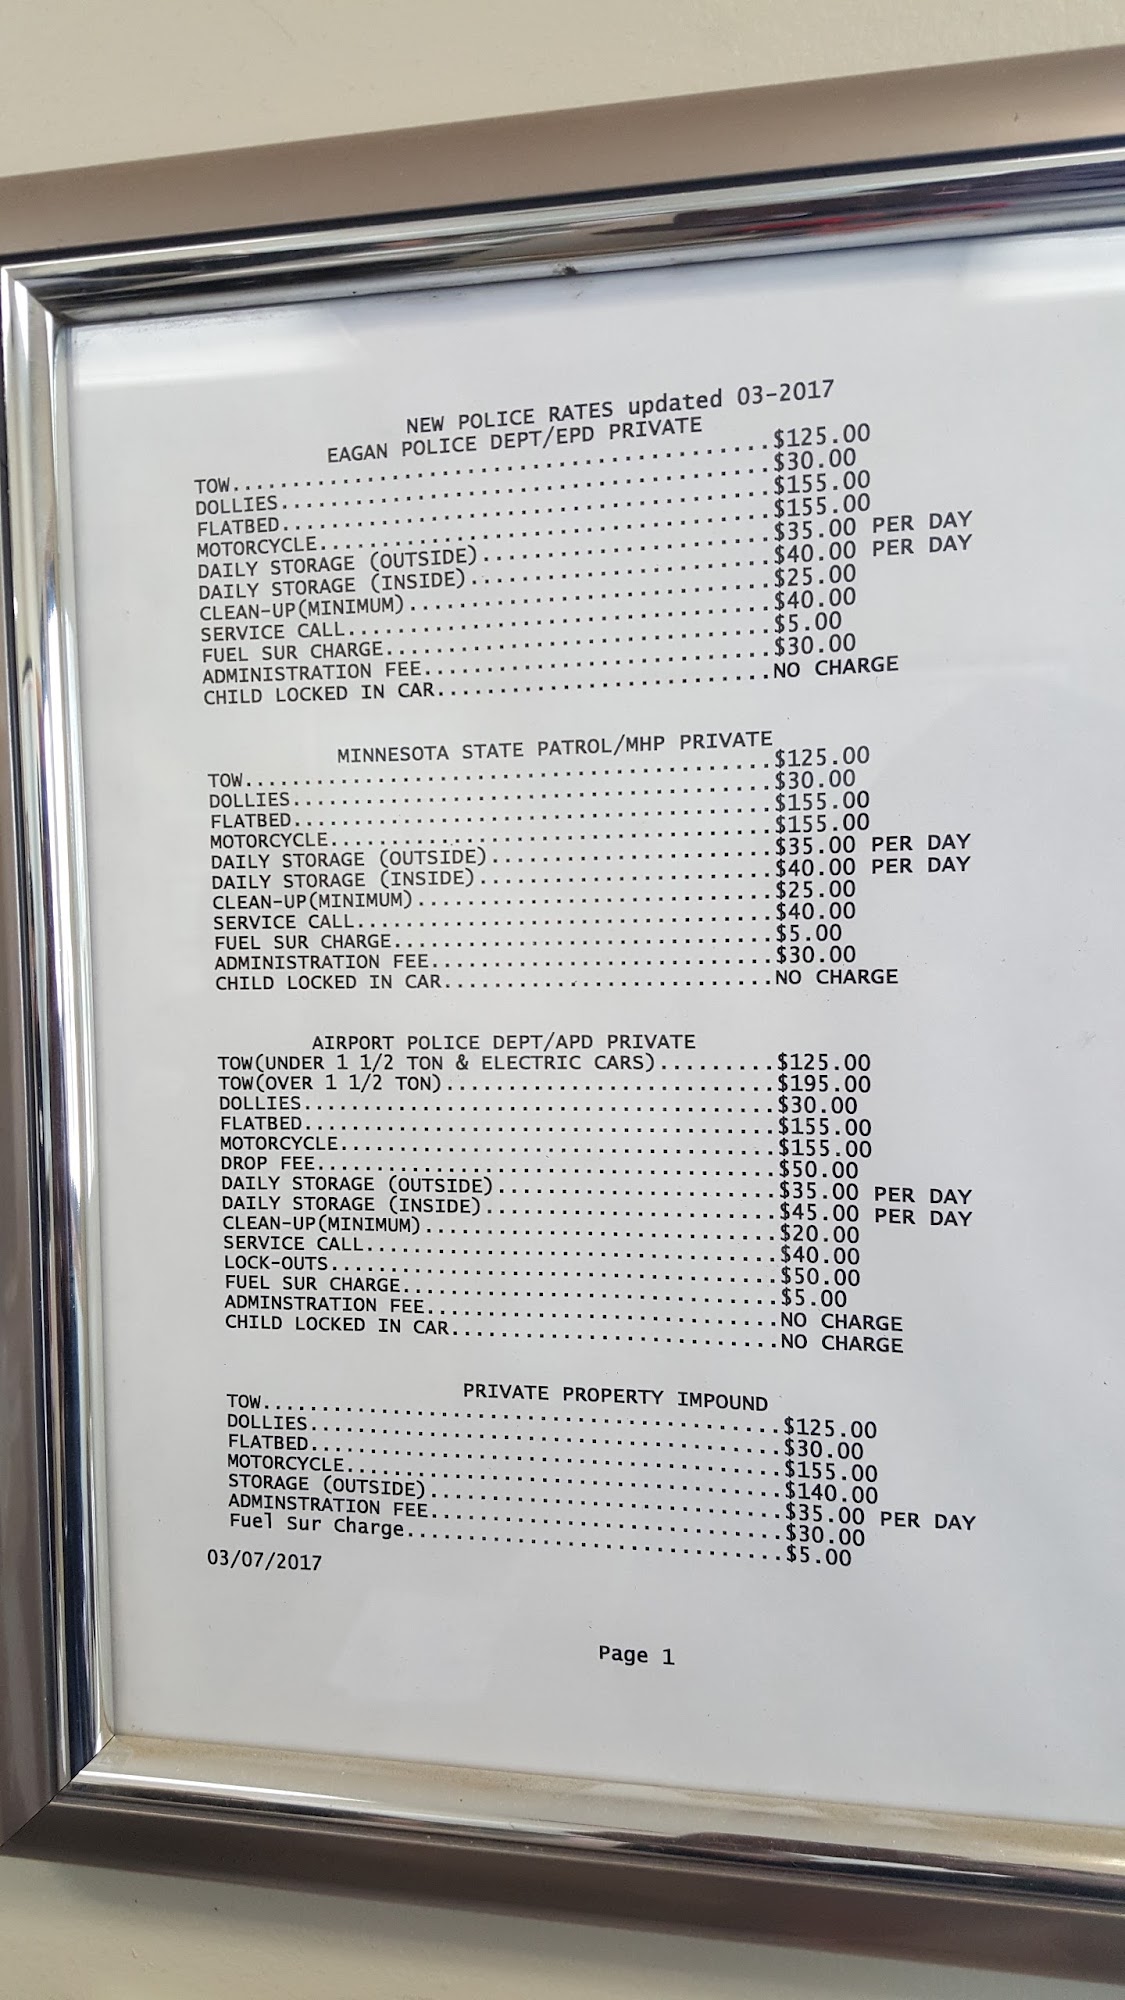 NEW POLICE RATES updated 03-2017
EAGAN POLICE DEPT/EPD PRIVATE
TOW...$125.00
DOLLIES...$30.00
FLATBED...$155.00
MOTORCYCLE...$155.00
DAILY STORAGE (OUTSIDE)...$35.00 PER DAY
DAILY STORAGE (INSIDE)...$40.00 PER DAY
CLEAN-UP(MINIMUM)...$25.00
SERVICE CALL...$40.00
FUEL SUR CHARGE...$5.00
ADMINISTRATION FEE...$30.00
CHILD LOCKED IN CAR...NO CHARGE
MINNESOTA STATE PATROL/MHP PRIVATE
TOW...$125.00
DOLLIES...$30.00
FLATBED...$155.00
MOTORCYCLE...$155.00
DAILY STORAGE (OUTSIDE)...$35.00 PER DAY
DAILY STORAGE (INSIDE)...$40.00 PER DAY
CLEAN-UP(MINIMUM)...$25.00
SERVICE CALL...$40.00
FUEL SUR CHARGE...$5.00
ADMINISTRATION FEE...$30.00
CHILD LOCKED IN CAR...NO CHARGE
AIRPORT POLICE DEPT/APD PRIVATE
TOW(UNDER 1 1/2 TON & ELECTRIC CARS)...$125.00
TOW(OVER 1 1/2 TON)...$195.00
DOLLIES...$30.00
FLATBED...$155.00
MOTORCYCLE...$155.00
DROP FEE...$50.00
DAILY STORAGE (OUTSIDE)...$35.00 PER DAY
DAILY STORAGE (INSIDE)...$45.00 PER DAY
CLEAN-UP(MINIMUM)...$20.00
SERVICE CALL...$40.00
LOCK-OUTS...$50.00
FUEL SUR CHARGE...$5.00
ADMINSTRATION FEE...NO CHARGE
CHILD LOCKED IN CAR...NO CHARGE
PRIVATE PROPERTY IMPOUND
TOW...$125.00
DOLLIES...$30.00
FLATBED...$155.00
MOTORCYCLE...$140.00
STORAGE (OUTSIDE)...$35.00 PER DAY
ADMINSTRATION FEE...$30.00
Fuel Sur Charge...$5.00
03/07/2017
Page 1